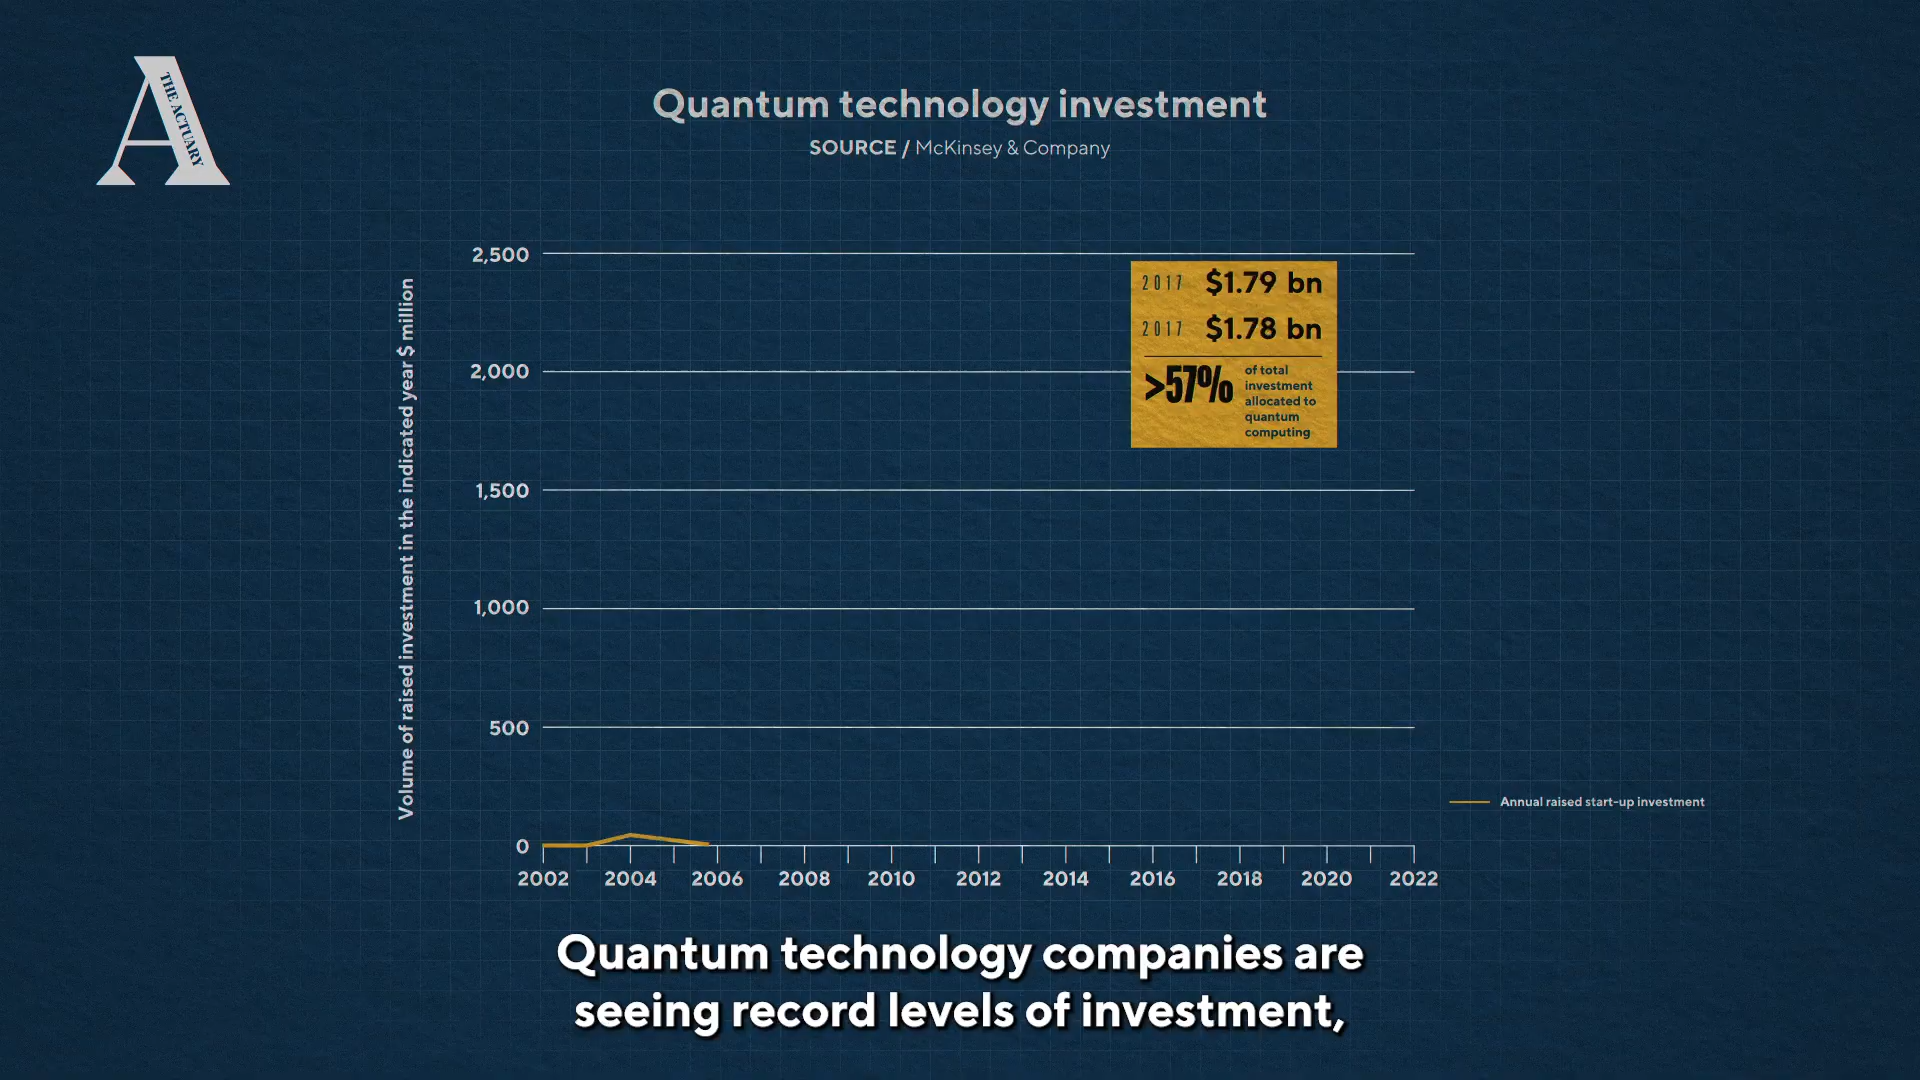 THE ACTUARY
Quantum technology investment
SOURCE / McKinsey & Company
Volume of raised investment in the indicated year $ million
2,500
2,000
1,500
1,000
500
0
2002 2004 2006 2008 2010 2012 2014 2016 2018 2020 2022
2017 $1.79 bn
2017 $1.78 bn
>57%
of total
investment
allocated to
quantum
computing
Annual raised start-up investment
Quantum technology companies are
seeing record levels of investment,